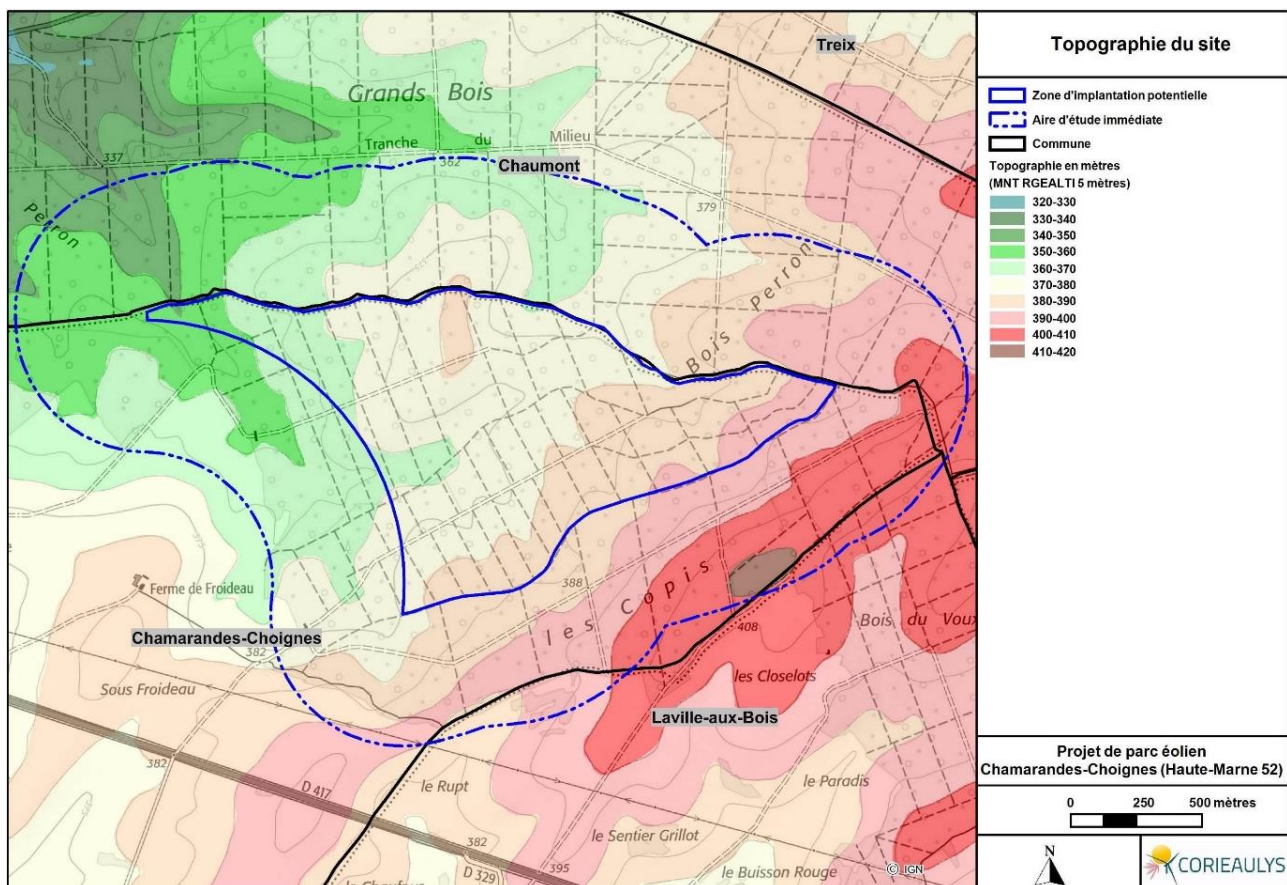 Treix
Grands Bois
Tranche du Milieu
337
362
Chaumont
Perron
379
Bois Perron
375
Ferme de Froideau
388
les Copis
Chamarandes-Choignes
382
408
Bois du Voux
Sous Froideau
les Closelots
Laville-aux-Bois
382
le Rupt
le Paradis
D 417
le Sentier Grillot
382
D 329
395
le Buisson Rouge
© IGN
Topographie du site
Zone d'implantation potentielle
Aire d'étude immédiate
Commune
Topographie en mètres
(MNT RGEALTI 5 mètres)
320-330
330-340
340-350
350-360
360-370
370-380
380-390
390-400
400-410
410-420
Projet de parc éolien
Chamarandes-Choignes (Haute-Marne 52)
0 250 500 mètres
N
CORIEAULYS